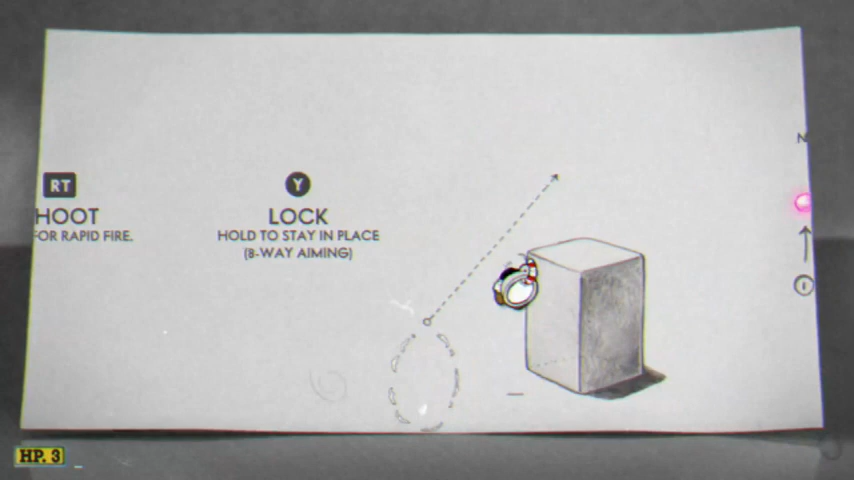 RT
HOOT
FOR RAPID FIRE.
Y
LOCK
HOLD TO STAY IN PLACE
(8-WAY AIMING)
N
HP. 3